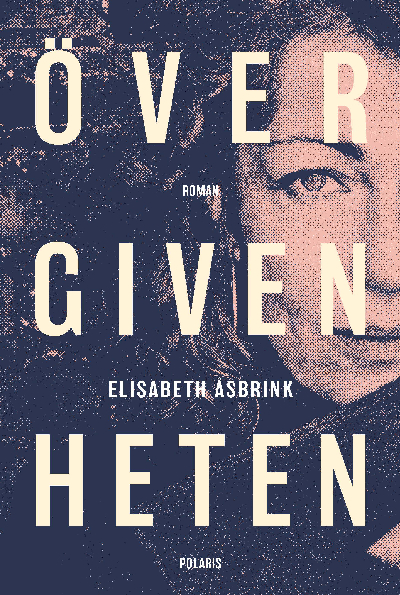 ÖVER
ROMAN
GIVEN
ELISABETH ÅSBRINK
HETEN
POLARIS